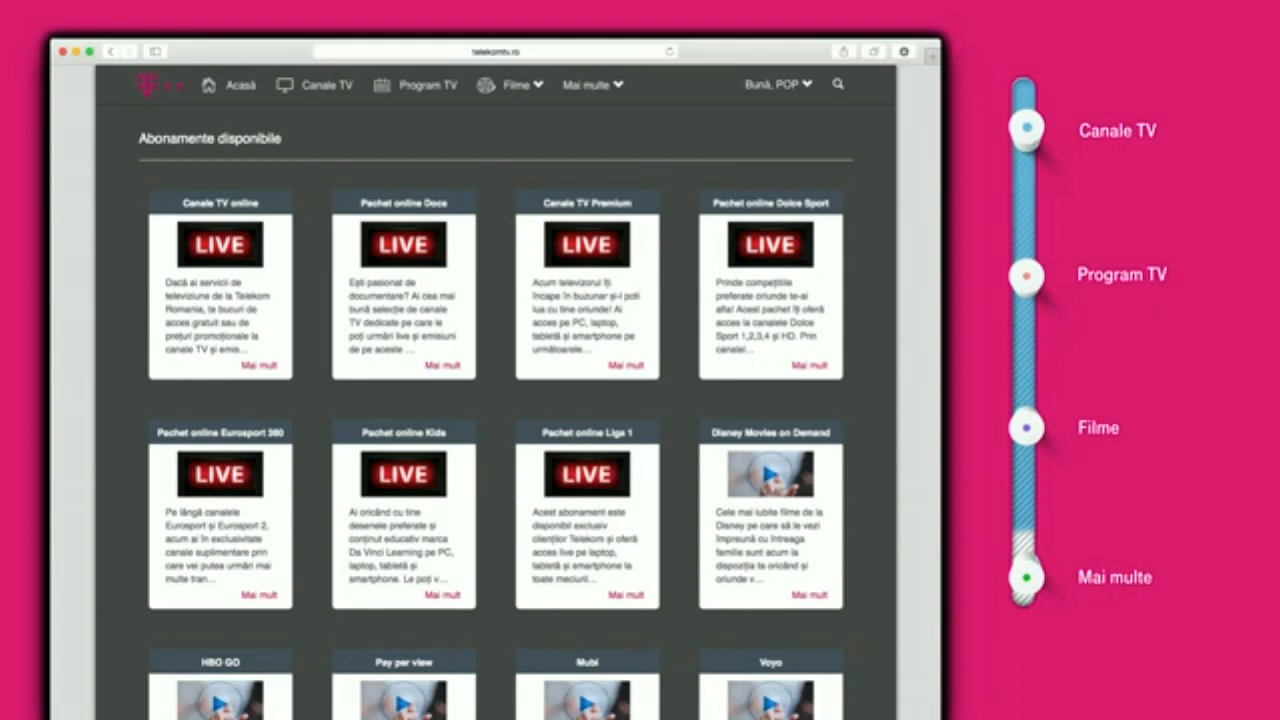 telekomtv.ro
Acasă
Canale TV
Program TV
Filme
Mai multe
Bună, POP
Abonamente disponibile
Canale TV online
LIVE
Dacă ai servicii de
televiziune de la Telekom
Romania, te bucuri de
acces gratuit sau de
prețuri promoționale la
canale TV și emis...
Mai mult
Pachet online Docs
LIVE
Ești pasionat de
documentare? Ai cea mai
bună selecție de canale
TV dedicate pe care le
poți urmări live și emisiuni
de pe aceste ...
Mai mult
Canale TV Premium
LIVE
Acum televizorul îți
încape în buzunar și-l poti
lua cu tine oriunde! Ai
acces pe PC, laptop,
tabletă și smartphone pe
următoarele...
Mai mult
Pachet online Dolce Sport
LIVE
Prinde competițiile
preferate oriunde te-ai
afla! Acest pachet îți oferă
acces la canalele Dolce
Sport 1,2,3,4 și HD. Prin
canalel...
Mai mult
Pachet online Eurosport 360
LIVE
Pe lângă canalele
Eurosport și Eurosport 2,
acum ai în exclusivitate
canale suplimentare prin
care vei putea urmări mai
multe tran...
Mai mult
Pachet online Kids
LIVE
Ai oricând cu tine
desenele preferate și
conținut educativ marca
Da Vinci Learning pe PC,
laptop, tabletă și
smartphone. Le poți v...
Mai mult
Pachet online Liga 1
LIVE
Acest abonament este
disponibil exclusiv
clienților Telekom și oferă
acces live pe laptop,
tabletă și smartphone la
toate meciuril...
Mai mult
Disney Movies on Demand
Cele mai iubite filme de la
Disney pe care să le vezi
împreună cu întreaga
familie sunt acum la
dispoziția ta oricând și
oriunde v...
Mai mult
HBO GO
Pay per view
Mubi
Voyo
Canale TV
Program TV
Filme
Mai multe